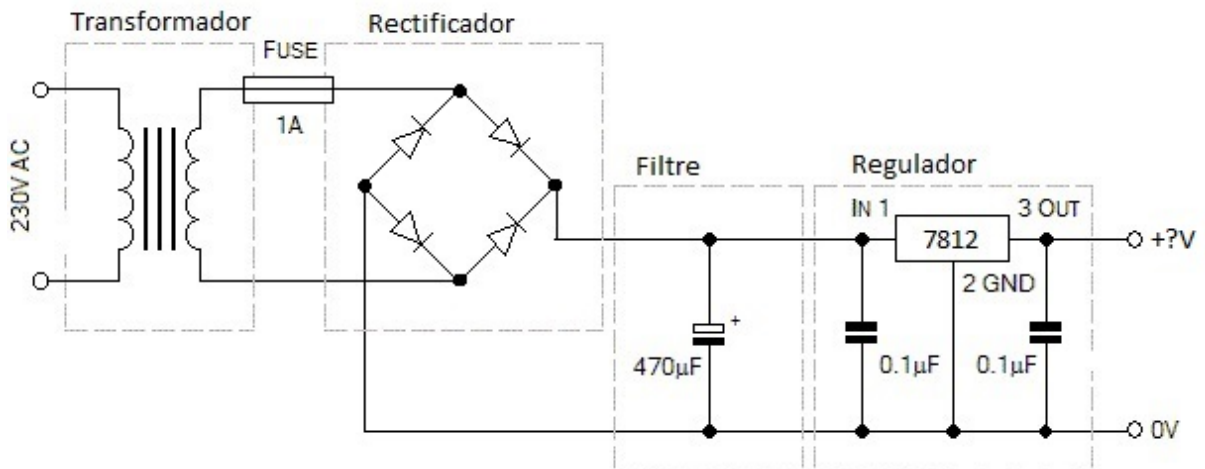 Transformador
Rectificador
FUSE
1A
230V AC
Filtre
Regulador
IN 1
3 OUT
7812
+?V
2 GND
+
470µF
0.1µF
0.1µF
0V